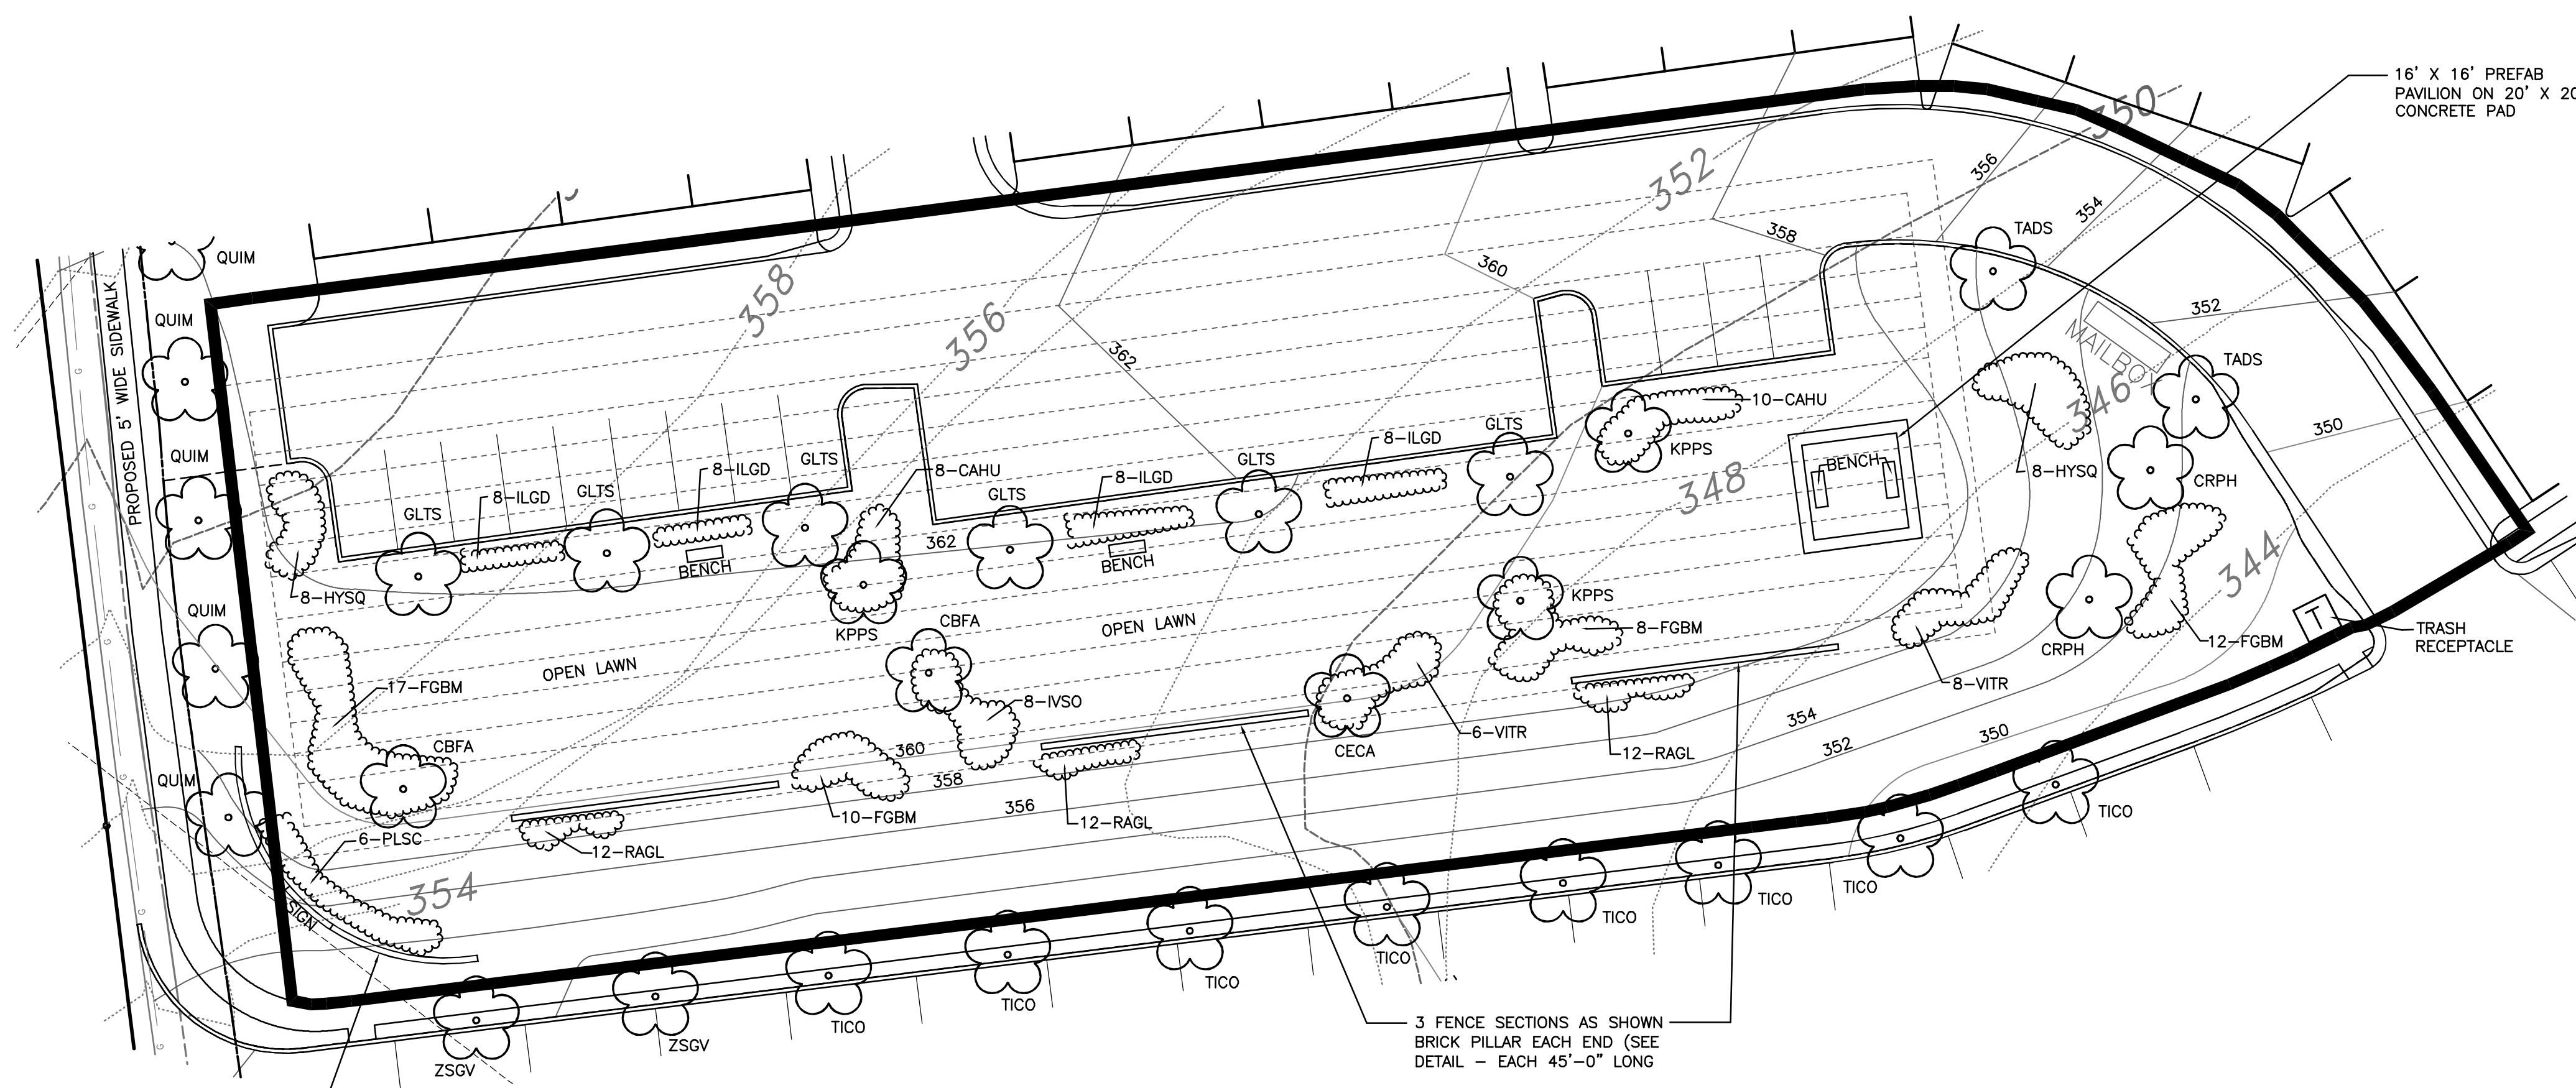 16' X 16' PREFAB
PAVILION ON 20' X 20
CONCRETE PAD
350
352
356
354
358
360
TADS
QUIM
PROPOSED 5' WIDE SIDEWALK
358
356
362
352
QUIM
MAILBO
TADS
346
350
10-CAHU
GLTS
8-ILGD
KPPS
BENCH
8-HYSQ
CRPH
QUIM
8-ILGD
GLTS
8-CAHU
GLTS
8-ILGD
348
GLTS
8-ILGD
GLTS
362
BENCH
BENCH
344
8-HYSQ
QUIM
KPPS
CBFA
OPEN LAWN
KPPS
8-FGBM
CRPH
12-FGBM
T
TRASH
RECEPTACLE
OPEN LAWN
17-FGBM
8-IVSO
8-VITR
CBFA
360
358
356
CECA
6-VITR
12-RAGL
354
352
350
QUIM
10-FGBM
12-RAGL
6-PLSC
12-RAGL
354
SIGN
TICO
TICO
TICO
TICO
TICO
TICO
TICO
TICO
ZSGV
ZSGV
3 FENCE SECTIONS AS SHOWN
BRICK PILLAR EACH END (SEE
DETAIL – EACH 45'-0" LONG
G
G
G
G
G
G